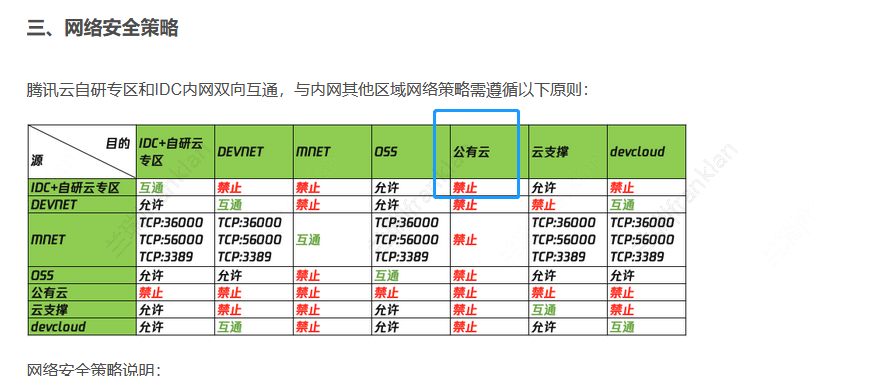 三、网络安全策略
腾讯云自研专区和IDC内网双向互通，与内网其他区域网络策略需遵循以下原则：
目的 源 IDC+自研云专区 DEVNET MNET OSS 公有云 云支撑 devcloud
IDC+自研云专区 互通 禁止 禁止 允许 禁止 允许 禁止
DEVNET 允许 互通 禁止 允许 禁止 禁止 互通
MNET TCP:36000 TCP:56000 TCP:3389 TCP:36000 TCP:56000 TCP:3389 互通 TCP:36000 TCP:56000 TCP:3389 禁止 TCP:36000 TCP:56000 TCP:3389 TCP:36000 TCP:56000 TCP:3389
OSS 允许 允许 禁止 互通 禁止 允许 允许
公有云 禁止 禁止 禁止 禁止 禁止 禁止 禁止
云支撑 允许 禁止 禁止 允许 禁止 互通 禁止
devcloud 允许 互通 禁止 允许 禁止 允许 互通
网络安全策略说明：